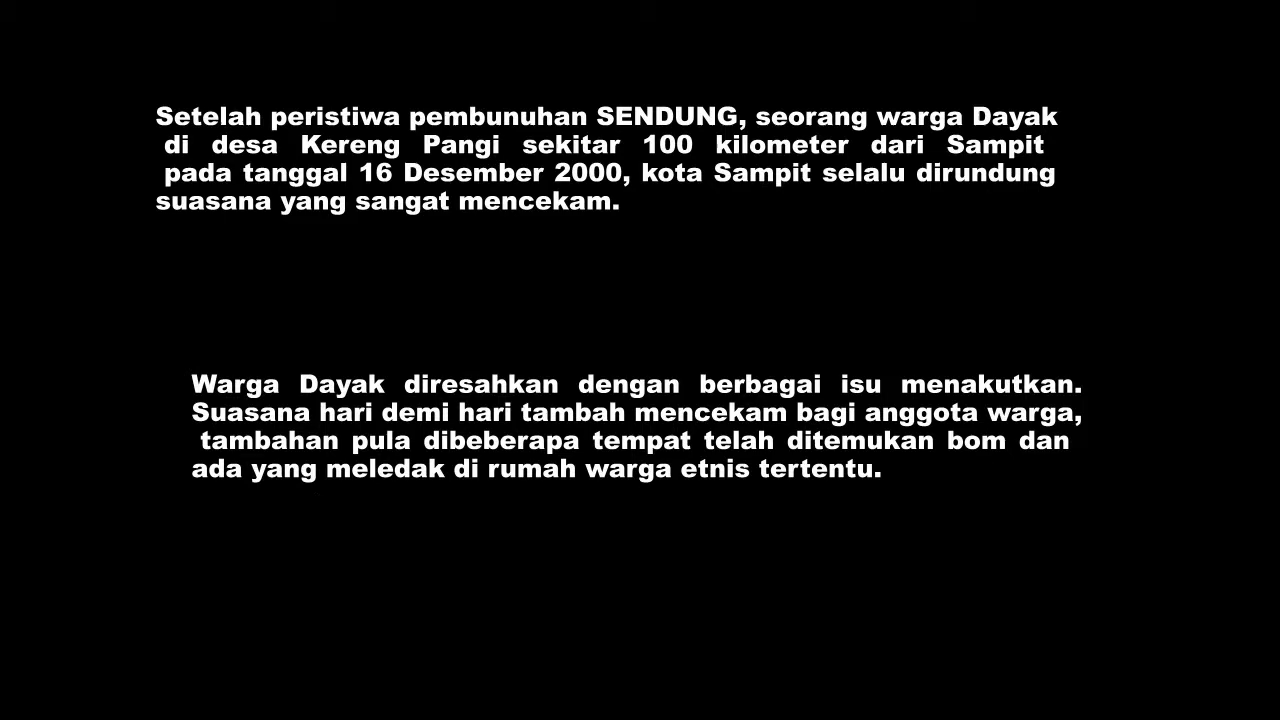 Setelah peristiwa pembunuhan SENDUNG, seorang warga Dayak
di desa Kereng Pangi sekitar 100 kilometer dari Sampit
pada tanggal 16 Desember 2000, kota Sampit selalu dirundung
suasana yang sangat mencekam.
Warga Dayak diresahkan dengan berbagai isu menakutkan.
Suasana hari demi hari tambah mencekam bagi anggota warga,
tambahan pula dibeberapa tempat telah ditemukan bom dan
ada yang meledak di rumah warga etnis tertentu.